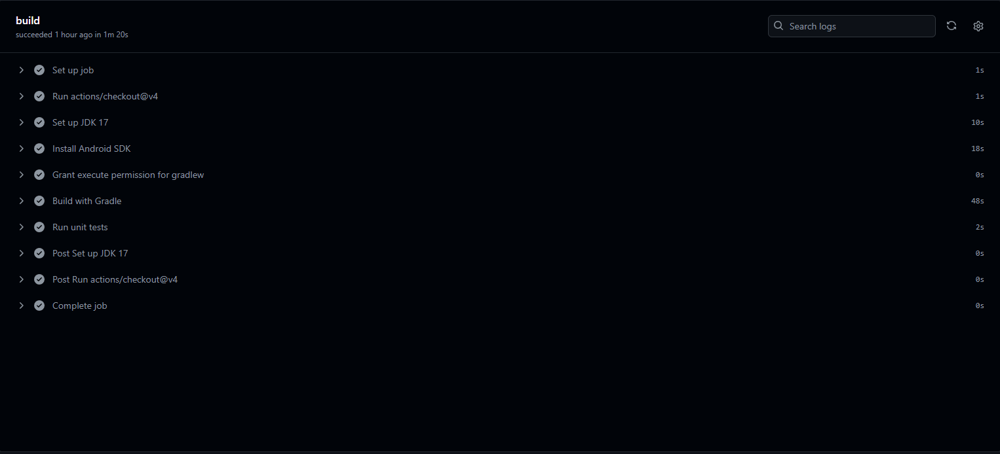 build
succeeded 1 hour ago in 1m 20s
Search logs
Set up job 1s
Run actions/checkout@v4 1s
Set up JDK 17 10s
Install Android SDK 18s
Grant execute permission for gradlew 0s
Build with Gradle 48s
Run unit tests 2s
Post Set up JDK 17 0s
Post Run actions/checkout@v4 0s
Complete job 0s